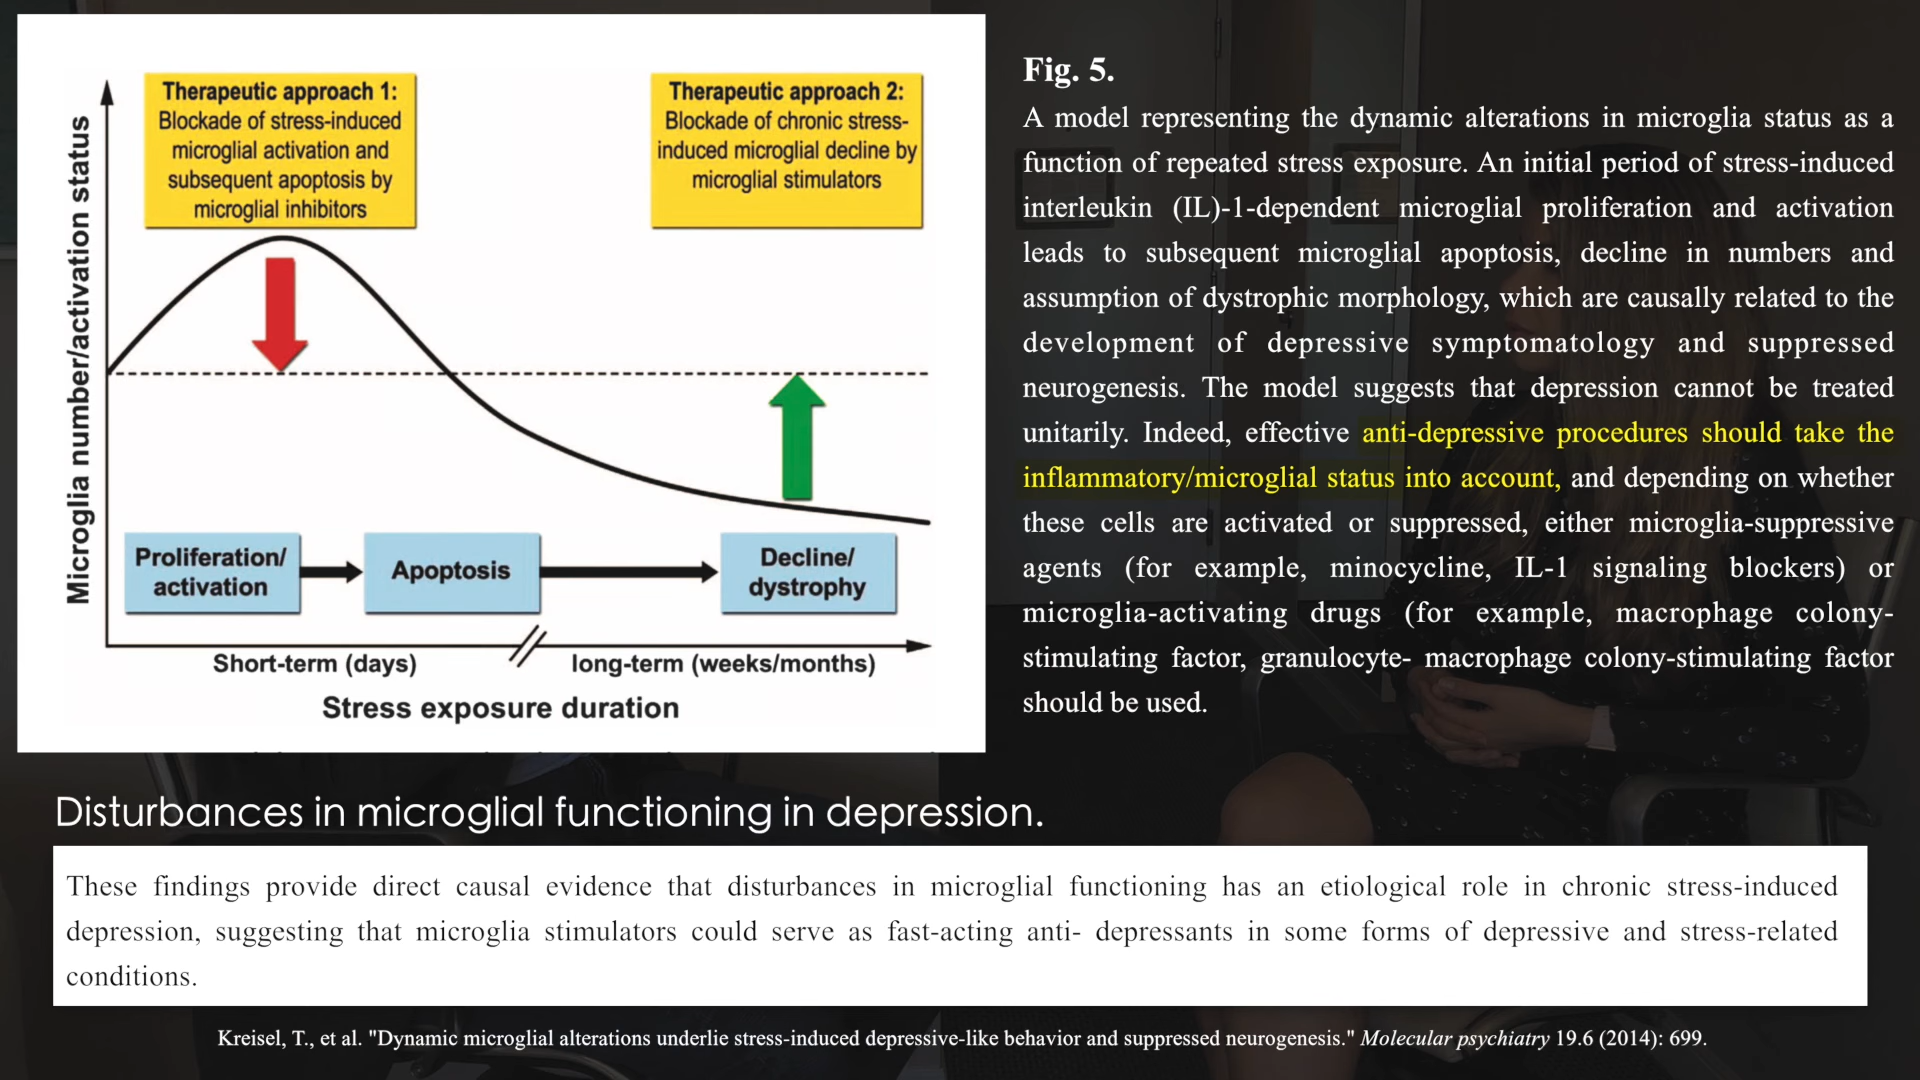 Therapeutic approach 1:
Blockade of stress-induced
microglial activation and
subsequent apoptosis by
microglial inhibitors
Therapeutic approach 2:
Blockade of chronic stress-
induced microglial decline by
microglial stimulators
Microglia number/activation status
Proliferation/
activation
Apoptosis
Decline/
dystrophy
Short-term (days)
long-term (weeks/months)
Stress exposure duration
Fig. 5.
A model representing the dynamic alterations in microglia status as a
function of repeated stress exposure. An initial period of stress-induced
interleukin (IL)-1-dependent microglial proliferation and activation
leads to subsequent microglial apoptosis, decline in numbers and
assumption of dystrophic morphology, which are causally related to the
development of depressive symptomatology and suppressed
neurogenesis. The model suggests that depression cannot be treated
unitarily. Indeed, effective anti-depressive procedures should take the
inflammatory/microglial status into account, and depending on whether
these cells are activated or suppressed, either microglia-suppressive
agents (for example, minocycline, IL-1 signaling blockers) or
microglia-activating drugs (for example, macrophage colony-
stimulating factor, granulocyte- macrophage colony-stimulating factor
should be used.
Disturbances in microglial functioning in depression.
These findings provide direct causal evidence that disturbances in microglial functioning has an etiological role in chronic stress-induced
depression, suggesting that microglia stimulators could serve as fast-acting anti- depressants in some forms of depressive and stress-related
conditions.
Kreisel, T., et al. "Dynamic microglial alterations underlie stress-induced depressive-like behavior and suppressed neurogenesis." Molecular psychiatry 19.6 (2014): 699.